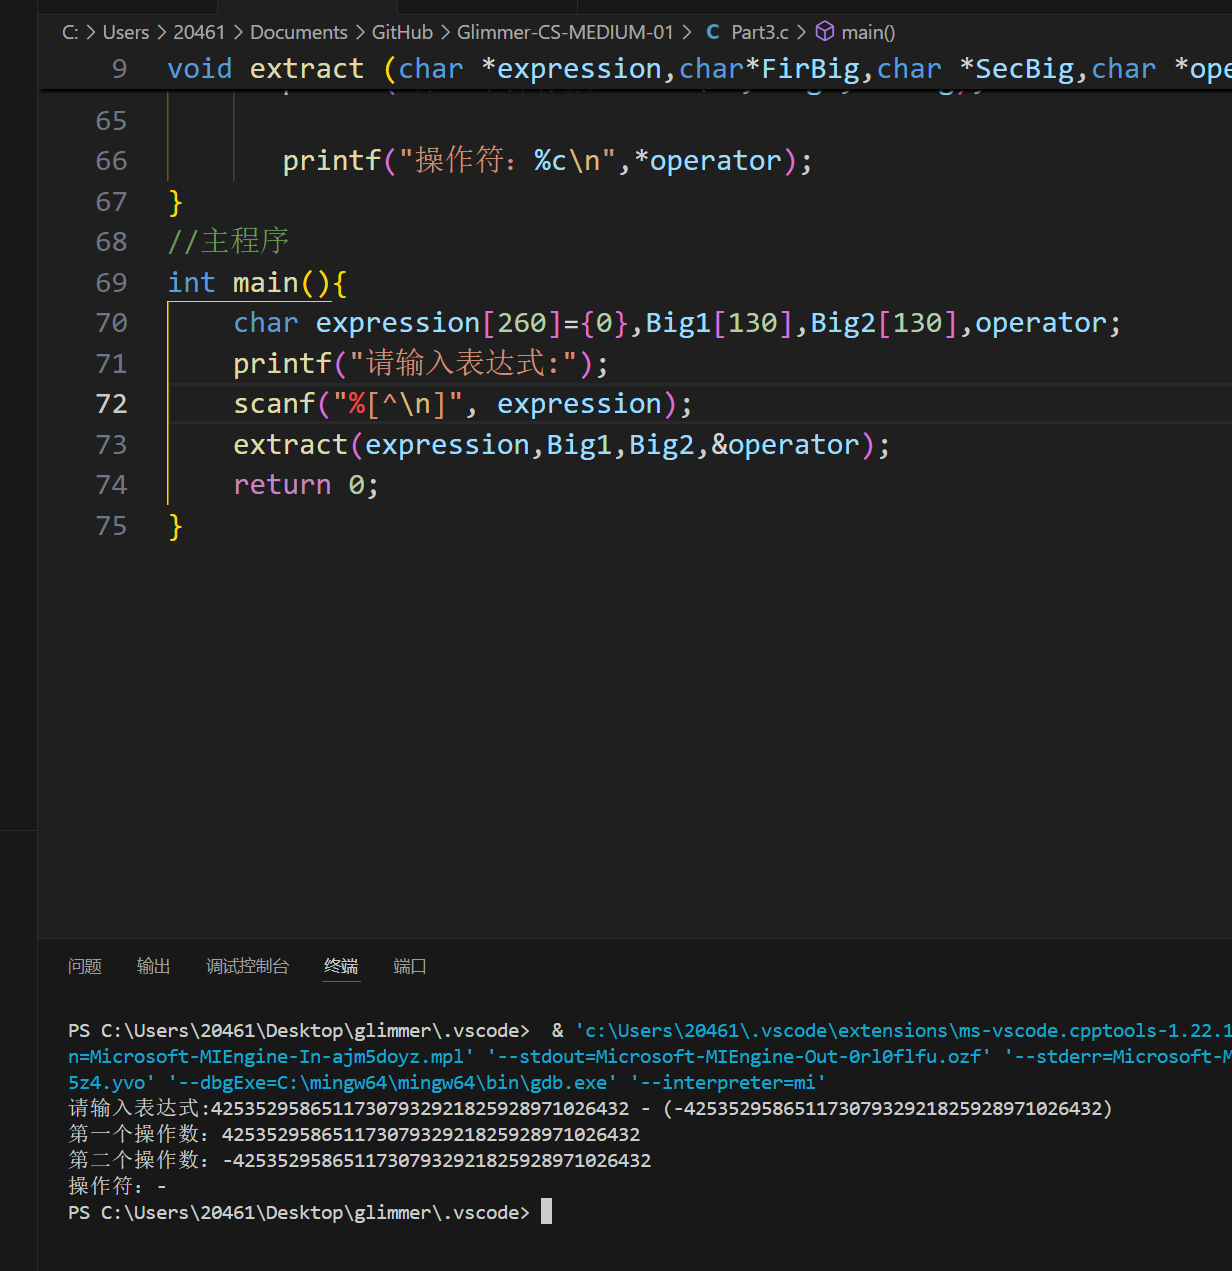 C: > Users > 20461 > Documents > GitHub > Glimmer-CS-MEDIUM-01 > C Part3.c > main()
9 void extract (char *expression,char*FirBig,char *SecBig,char *ope
65
66 printf("操作符：%c\n",*operator);
67 }
68 //主程序
69 int main(){
70 char expression[260]={0},Big1[130],Big2[130],operator;
71 printf("请输入表达式:");
72 scanf("%[^\n]", expression);
73 extract(expression,Big1,Big2,&operator);
74 return 0;
75 }
问题 输出 调试控制台 终端 端口
PS C:\Users\20461\Desktop\glimmer\.vscode> & 'c:\Users\20461\.vscode\extensions\ms-vscode.cpptools-1.22.1
n=Microsoft-MIEngine-In-ajm5doyz.mpl' '--stdout=Microsoft-MIEngine-Out-0rl0flfu.ozf' '--stderr=Microsoft-M
5z4.yvo' '--dbgExe=C:\mingw64\mingw64\bin\gdb.exe' '--interpreter=mi'
请输入表达式:42535295865117307932921825928971026432 - (-42535295865117307932921825928971026432)
第一个操作数：42535295865117307932921825928971026432
第二个操作数：-42535295865117307932921825928971026432
操作符：-
PS C:\Users\20461\Desktop\glimmer\.vscode>